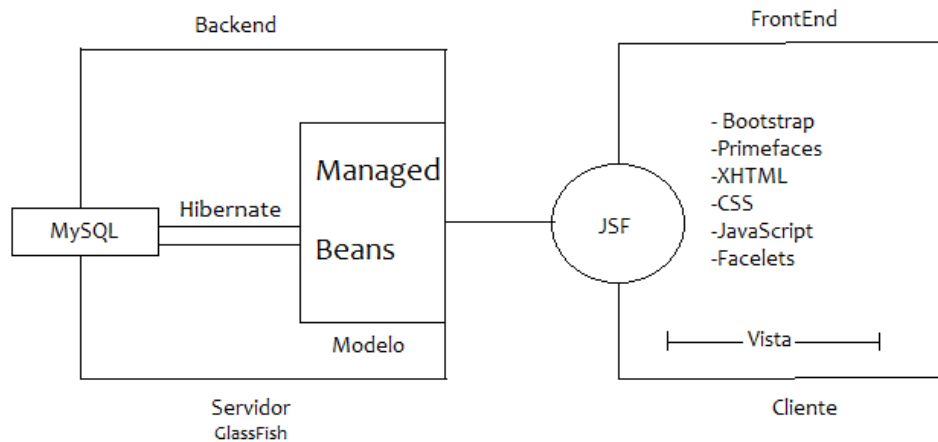 Backend
FrontEnd
MySQL
Hibernate
Managed
Beans
Modelo
Servidor
GlassFish
JSF
- Bootstrap
-Primefaces
-XHTML
-CSS
-JavaScript
-Facelets
Vista
Cliente